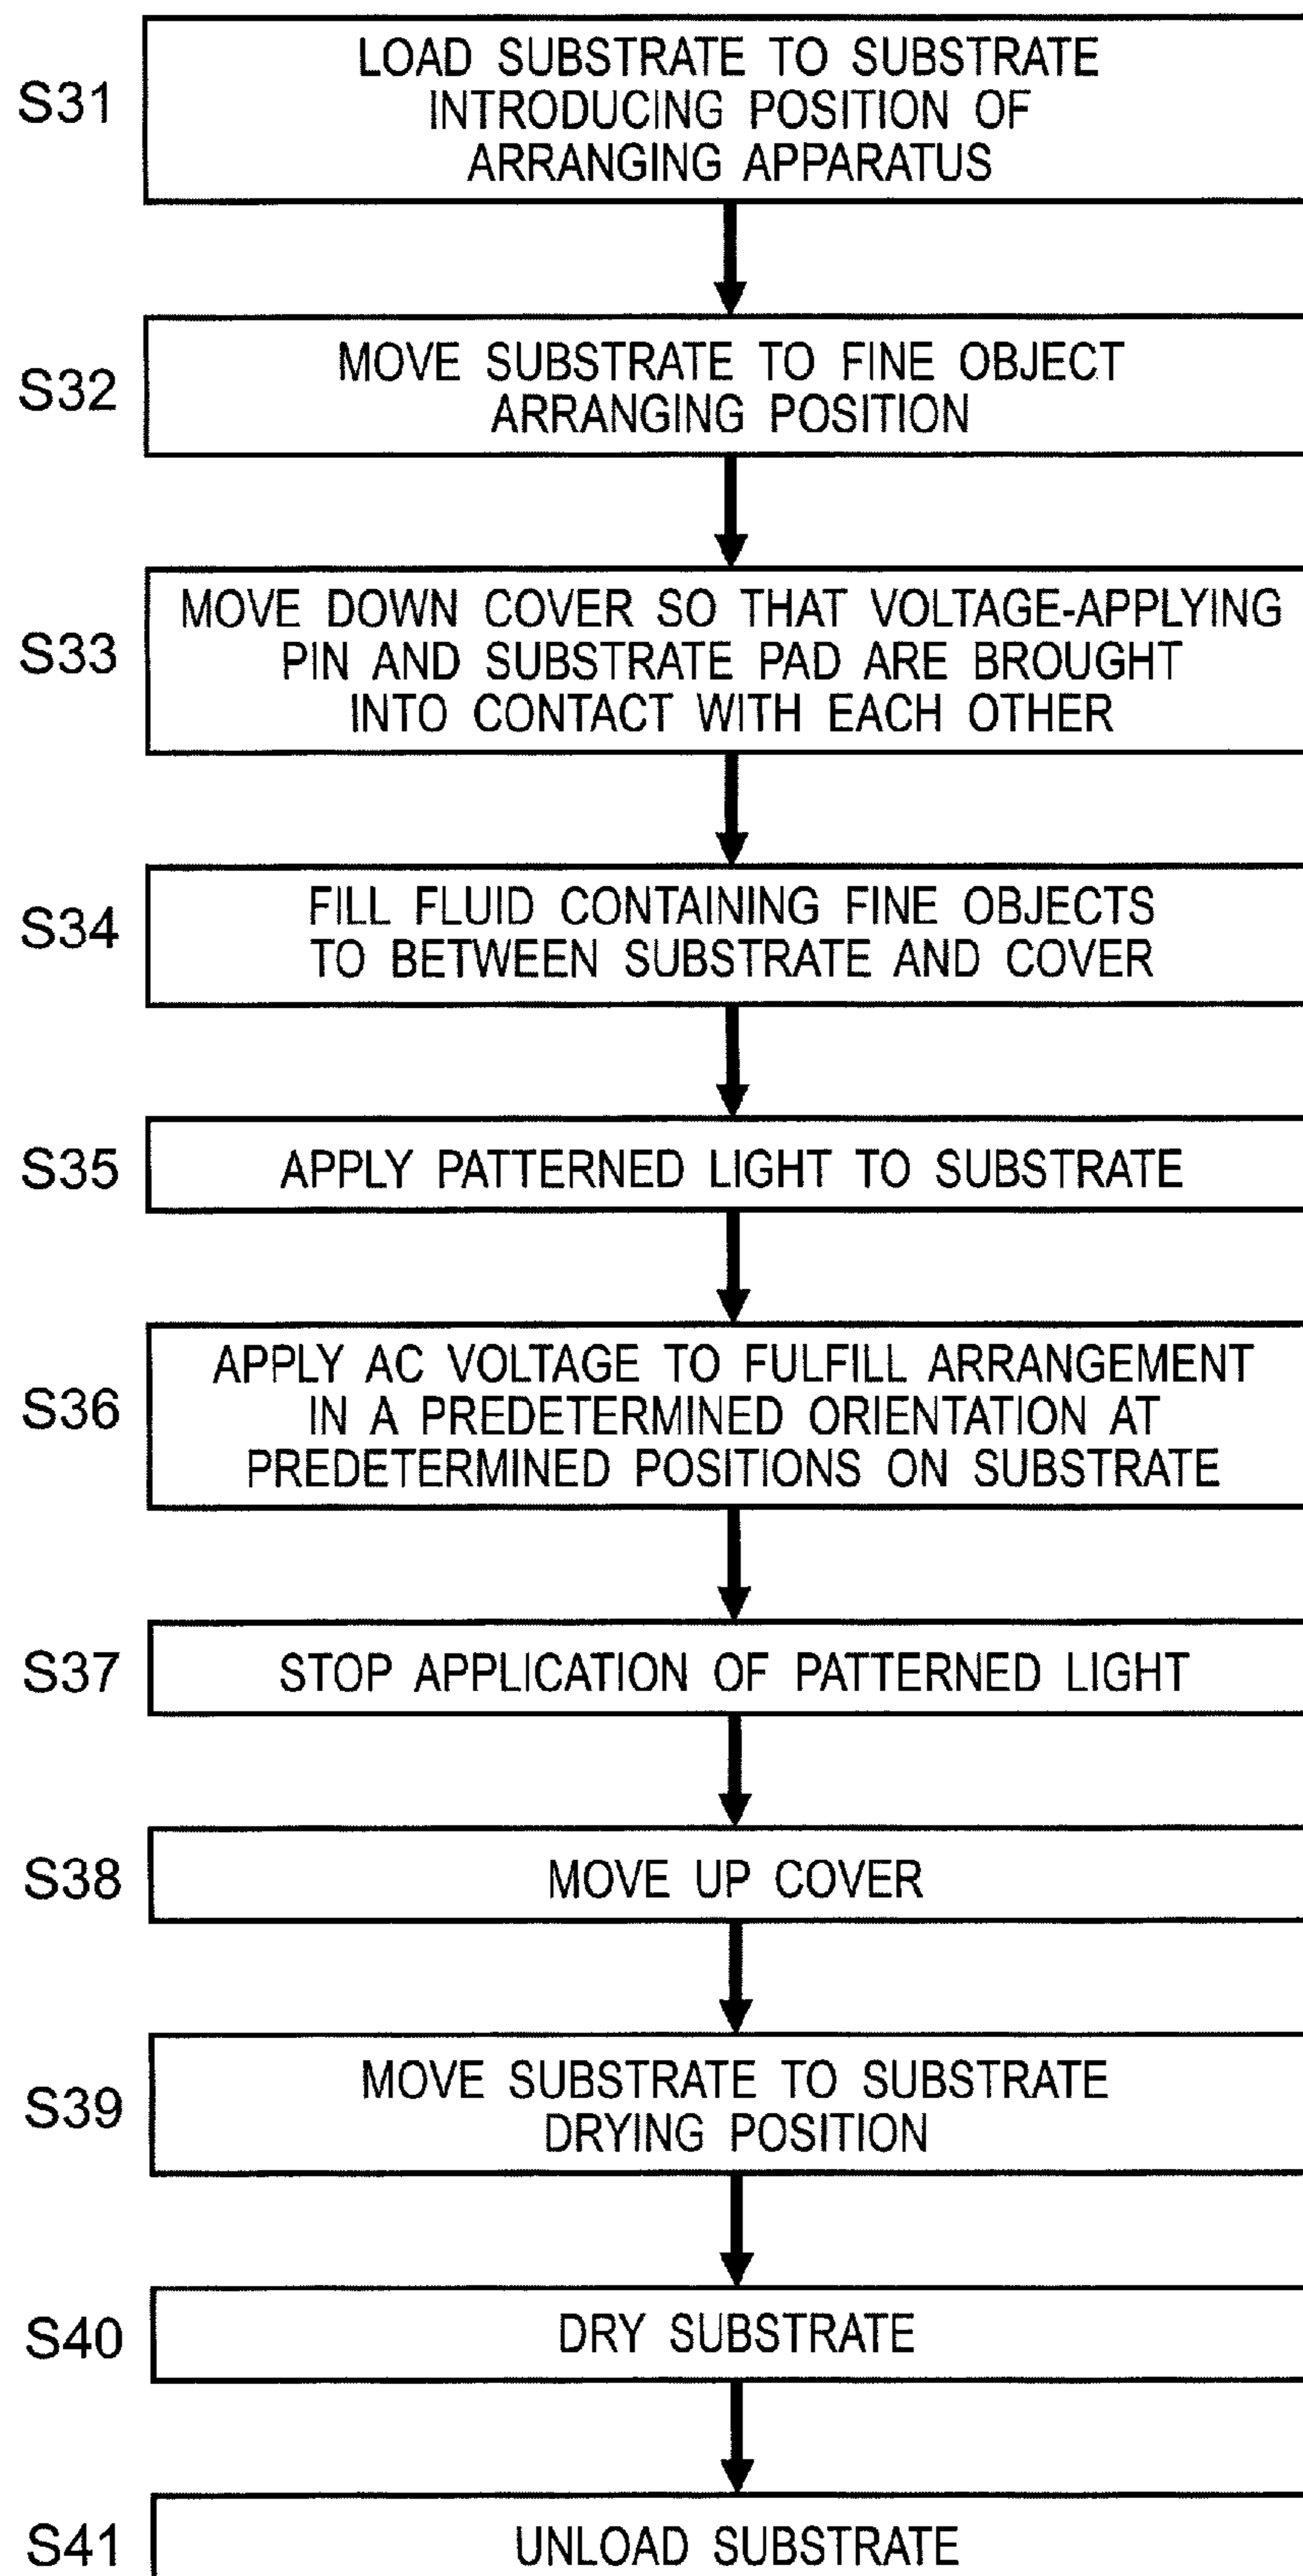 S31
LOAD SUBSTRATE TO SUBSTRATE
INTRODUCING POSITION OF
ARRANGING APPARATUS
S32
MOVE SUBSTRATE TO FINE OBJECT
ARRANGING POSITION
S33
MOVE DOWN COVER SO THAT VOLTAGE-APPLYING
PIN AND SUBSTRATE PAD ARE BROUGHT
INTO CONTACT WITH EACH OTHER
S34
FILL FLUID CONTAINING FINE OBJECTS
TO BETWEEN SUBSTRATE AND COVER
S35
APPLY PATTERNED LIGHT TO SUBSTRATE
S36
APPLY AC VOLTAGE TO FULFILL ARRANGEMENT
IN A PREDETERMINED ORIENTATION AT
PREDETERMINED POSITIONS ON SUBSTRATE
S37
STOP APPLICATION OF PATTERNED LIGHT
S38
MOVE UP COVER
S39
MOVE SUBSTRATE TO SUBSTRATE
DRYING POSITION
S40
DRY SUBSTRATE
S41
UNLOAD SUBSTRATE